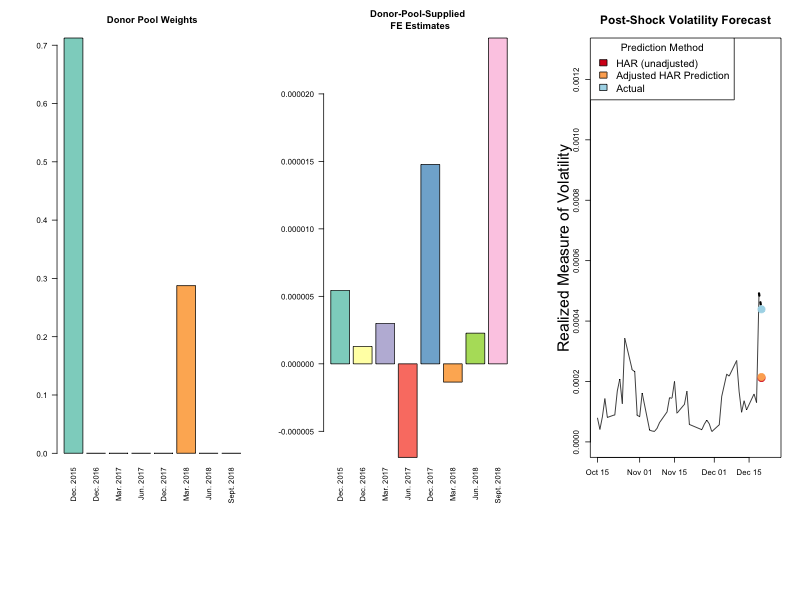 Donor Pool Weights
0.7
0.6
0.5
0.4
0.3
0.2
0.1
0.0
Dec. 2015
Dec. 2016
Mar. 2017
Jun. 2017
Dec. 2017
Mar. 2018
Jun. 2018
Sept. 2018
Donor-Pool-Supplied
FE Estimates
0.000020
0.000015
0.000010
0.000005
0.000000
-0.000005
Dec. 2015
Dec. 2016
Mar. 2017
Jun. 2017
Dec. 2017
Mar. 2018
Jun. 2018
Sept. 2018
Post-Shock Volatility Forecast
Prediction Method
HAR (unadjusted)
Adjusted HAR Prediction
Actual
Realized Measure of Volatility
0.0012
0.0010
0.0008
0.0006
0.0004
0.0002
0.0000
Oct 15
Nov 01
Nov 15
Dec 01
Dec 15